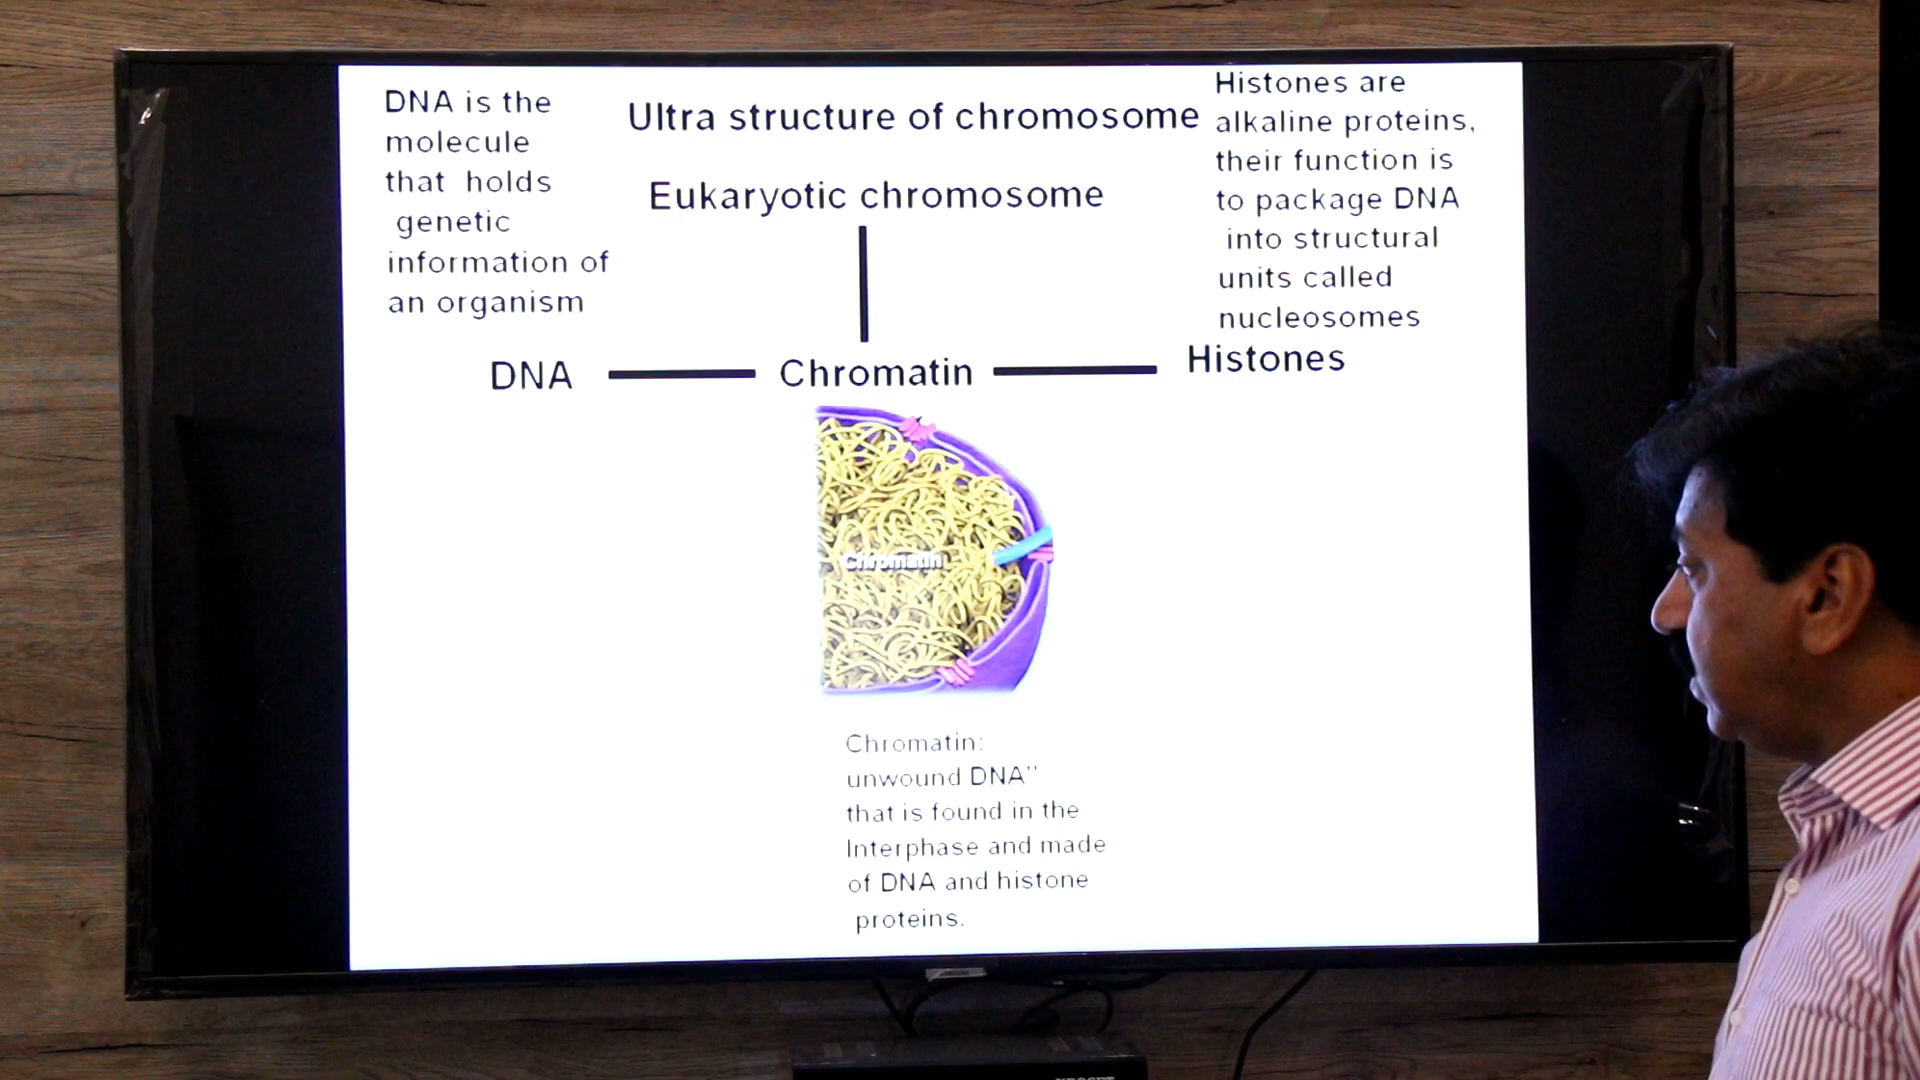 DNA is the
molecule
that holds
genetic
information of
an organism
Ultra structure of chromosome
Eukaryotic chromosome
Histones are
alkaline proteins,
their function is
to package DNA
into structural
units called
nucleosomes
DNA
Chromatin
Histones
Chromatin
Chromatin:
unwound DNA"
that is found in the
Interphase and made
of DNA and histone
proteins.